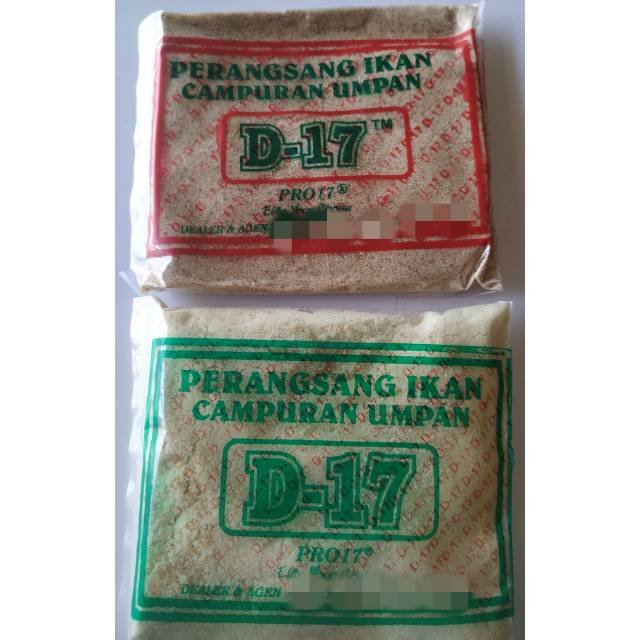 PERANGSANG IKAN
CAMPURAN UMPAN
D-17™
PRO17®
DEALER & AGEN
PERANGSANG IKAN
CAMPURAN UMPAN
D-17
PRO17®
DEALER & AGEN